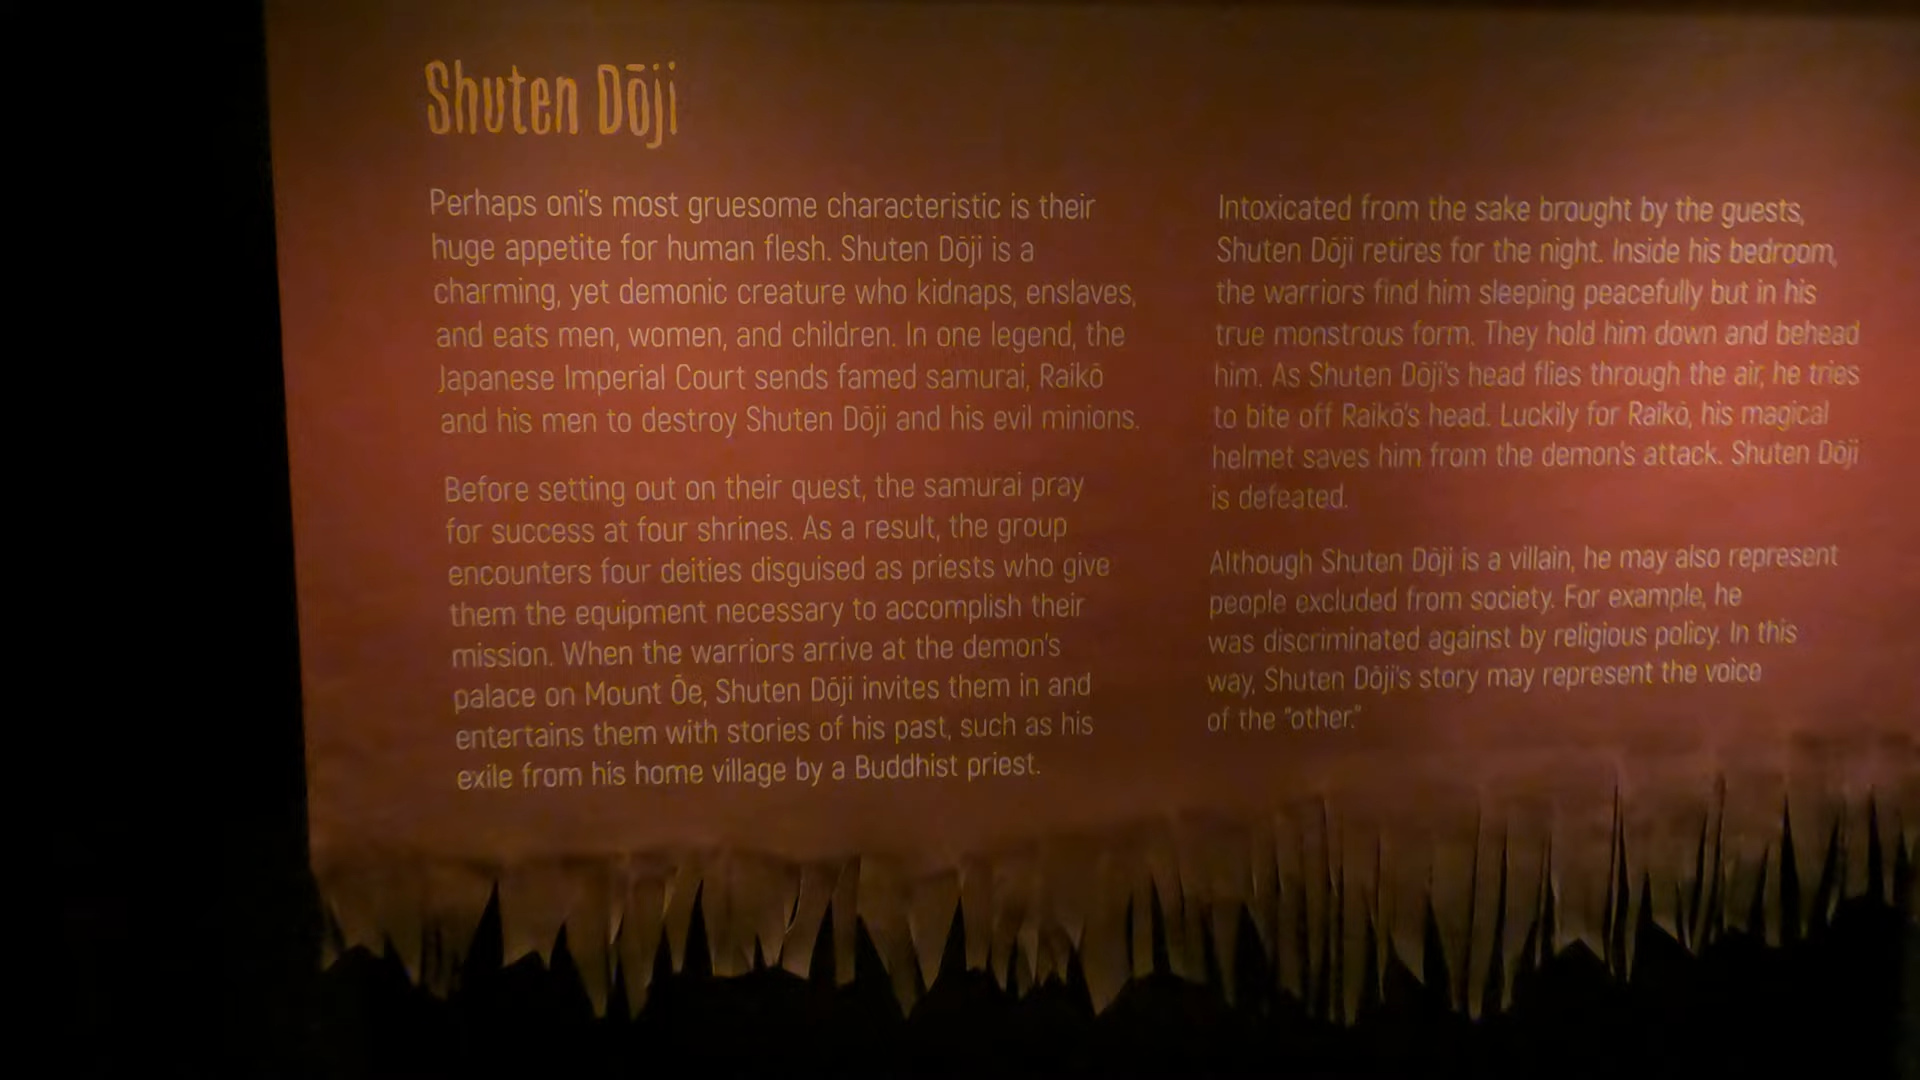 Shuten Dōji
Perhaps oni's most gruesome characteristic is their
huge appetite for human flesh. Shuten Dōji is a
charming, yet demonic creature who kidnaps, enslaves,
and eats men, women, and children. In one legend, the
Japanese Imperial Court sends famed samurai, Raikō
and his men to destroy Shuten Dōji and his evil minions.
Before setting out on their quest, the samurai pray
for success at four shrines. As a result, the group
encounters four deities disguised as priests who give
them the equipment necessary to accomplish their
mission. When the warriors arrive at the demon's
palace on Mount Ōe, Shuten Dōji invites them in and
entertains them with stories of his past, such as his
exile from his home village by a Buddhist priest.
Intoxicated from the sake brought by the guests,
Shuten Dōji retires for the night. Inside his bedroom,
the warriors find him sleeping peacefully but in his
true monstrous form. They hold him down and behead
him. As Shuten Dōji's head flies through the air, he tries
to bite off Raikō's head. Luckily for Raikō, his magical
helmet saves him from the demon's attack. Shuten Dōji
is defeated.
Although Shuten Dōji is a villain, he may also represent
people excluded from society. For example, he
was discriminated against by religious policy. In this
way, Shuten Dōji's story may represent the voice
of the "other."